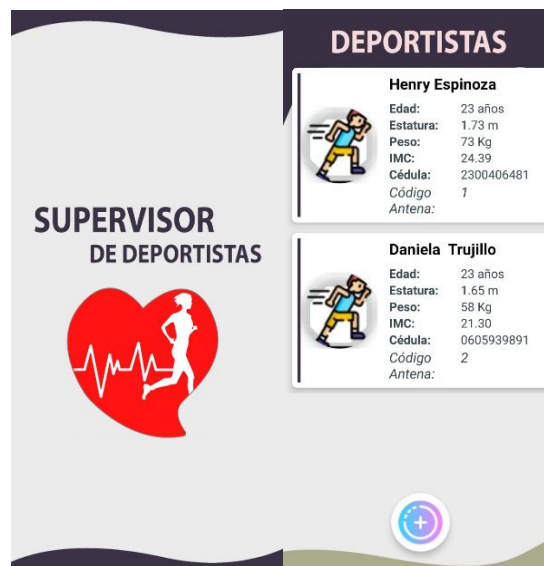 SUPERVISOR
DE DEPORTISTAS
DEPORTISTAS
Henry Espinoza
Edad: 23 años
Estatura: 1.73 m
Peso: 73 Kg
IMC: 24.39
Cédula: 2300406481
Código 1
Antena:
Daniela Trujillo
Edad: 23 años
Estatura: 1.65 m
Peso: 58 Kg
IMC: 21.30
Cédula: 0605939891
Código 2
Antena: